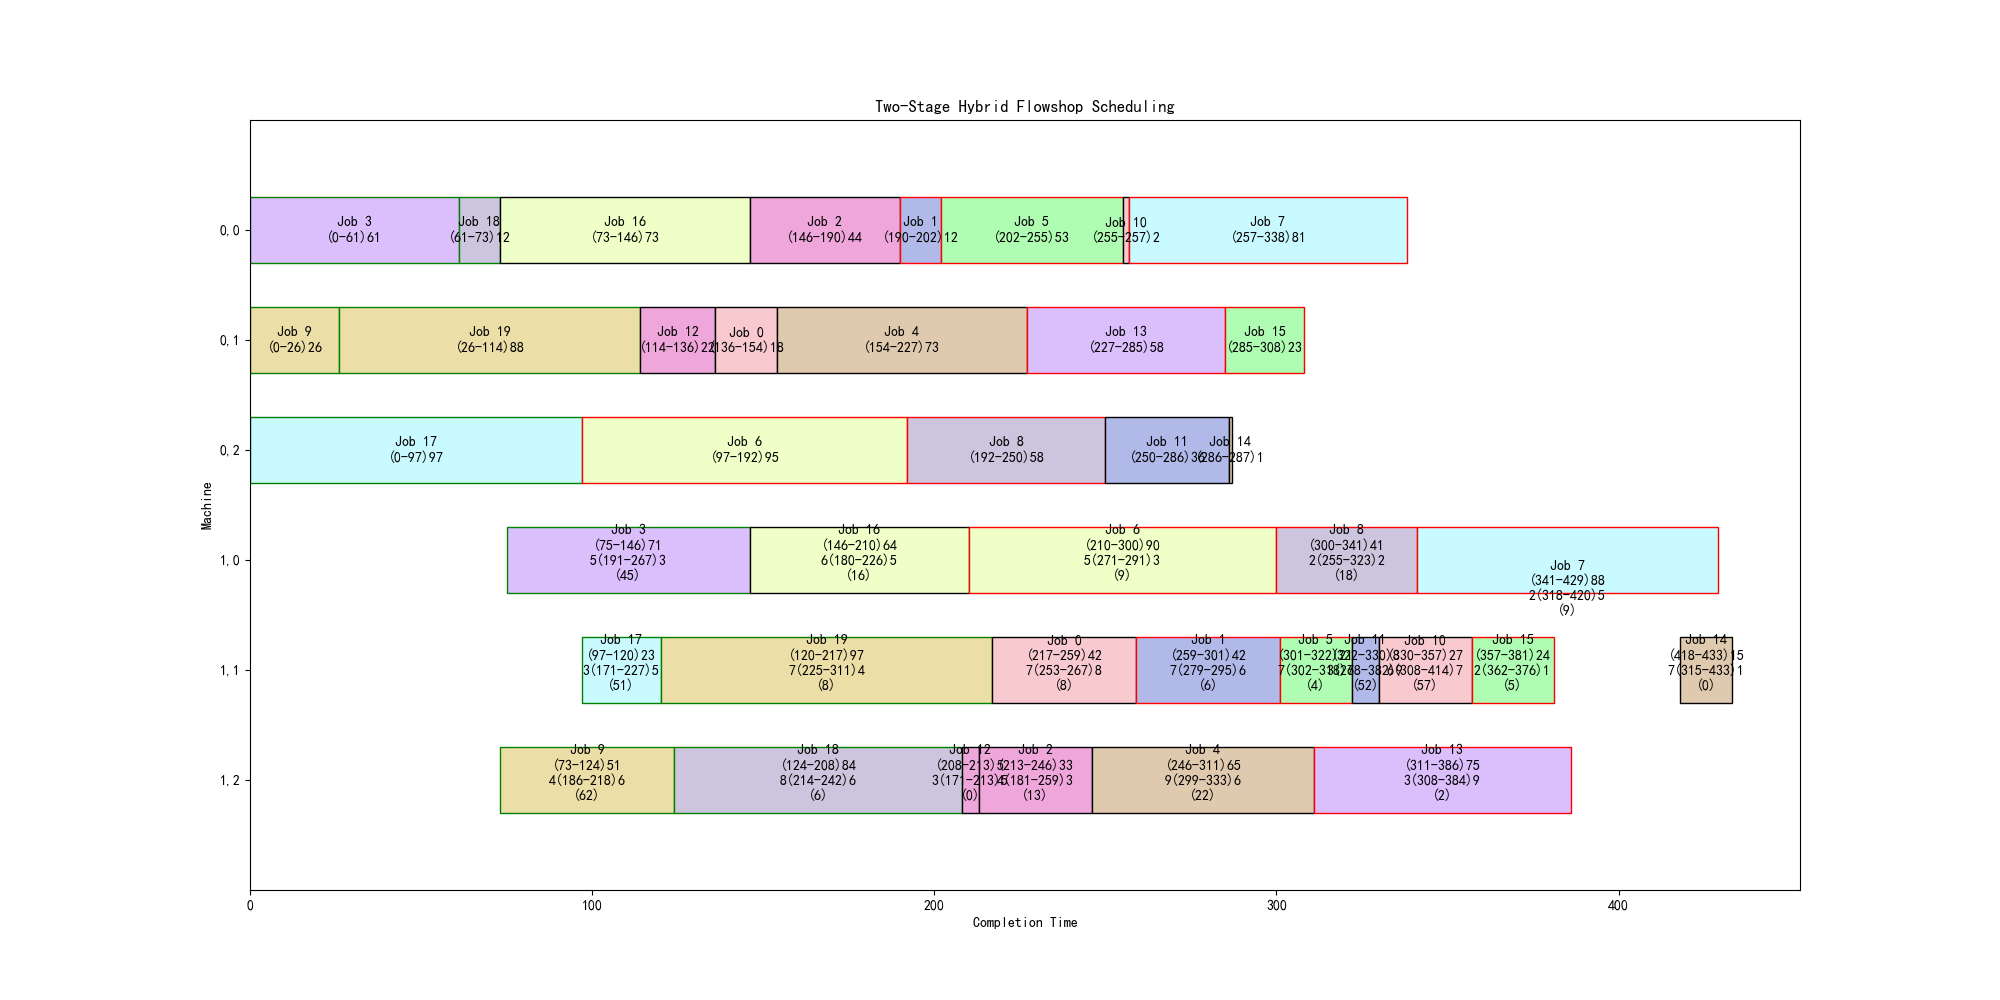 Two-Stage Hybrid Flowshop Scheduling
Machine
0,0
Job 3
(0-61)61
Job 18
(61-73)12
Job 16
(73-146)73
Job 2
(146-190)44
Job 1
(190-202)12
Job 5
(202-255)53
Job 10
(255-257)2
Job 7
(257-338)81
0,1
Job 9
(0-26)26
Job 19
(26-114)88
Job 12
(114-136)22
Job 0
(136-154)18
Job 4
(154-227)73
Job 13
(227-285)58
Job 15
(285-308)23
0,2
Job 17
(0-97)97
Job 6
(97-192)95
Job 8
(192-250)58
Job 11
(250-286)36
Job 14
(286-287)1
1,0
Job 3
(75-146)71
5(191-267)3
(45)
Job 16
(146-210)64
6(180-226)5
(16)
Job 6
(210-300)90
5(271-291)3
(9)
Job 8
(300-341)41
2(255-323)2
(18)
Job 7
(341-429)88
2(318-420)5
(9)
1,1
Job 17
(97-120)23
3(171-227)5
(51)
Job 19
(120-217)97
7(225-311)4
(8)
Job 0
(217-259)42
7(253-267)8
(8)
Job 1
(259-301)42
7(279-295)6
(6)
Job 5
(301-322)21
(4)
Job 11
(322-330)8
(52)
Job 10
(330-357)27
6(308-414)7
(57)
Job 15
(357-381)24
2(362-376)1
(5)
Job 14
(418-433)15
7(315-433)1
(0)
1,2
Job 9
(73-124)51
4(186-218)6
(62)
Job 18
(124-208)84
8(214-242)6
(6)
Job 12
(208-213)5
3(171-213)5
(0)
Job 2
(213-246)33
4(181-259)3
(13)
Job 4
(246-311)65
9(299-333)6
(22)
Job 13
(311-386)75
3(308-384)9
(2)
0
100
200
300
400
Completion Time